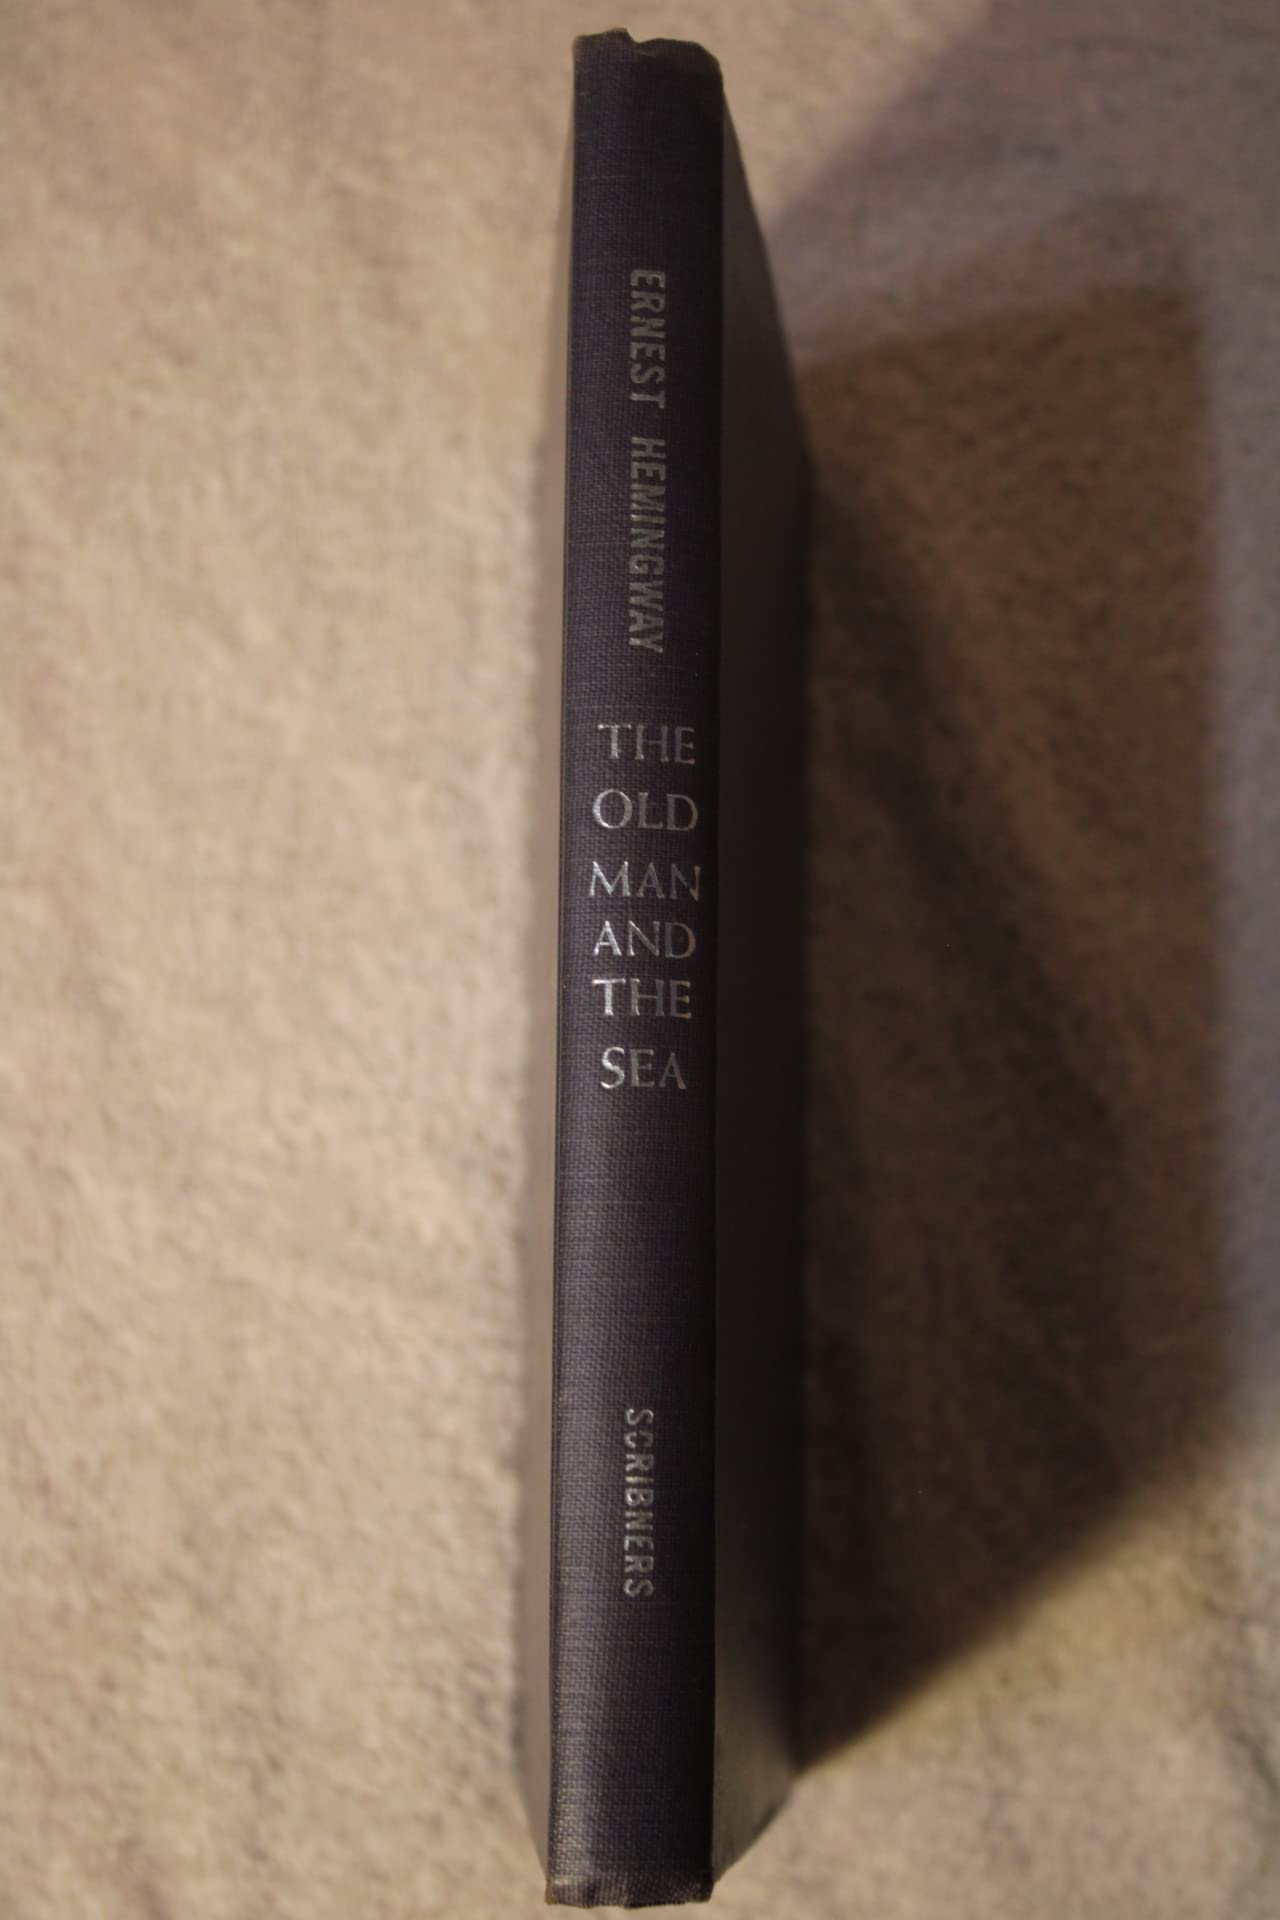 ERNEST HEMINGWAY
THE
OLD
MAN
AND
THE
SEA
SCRIBNERS